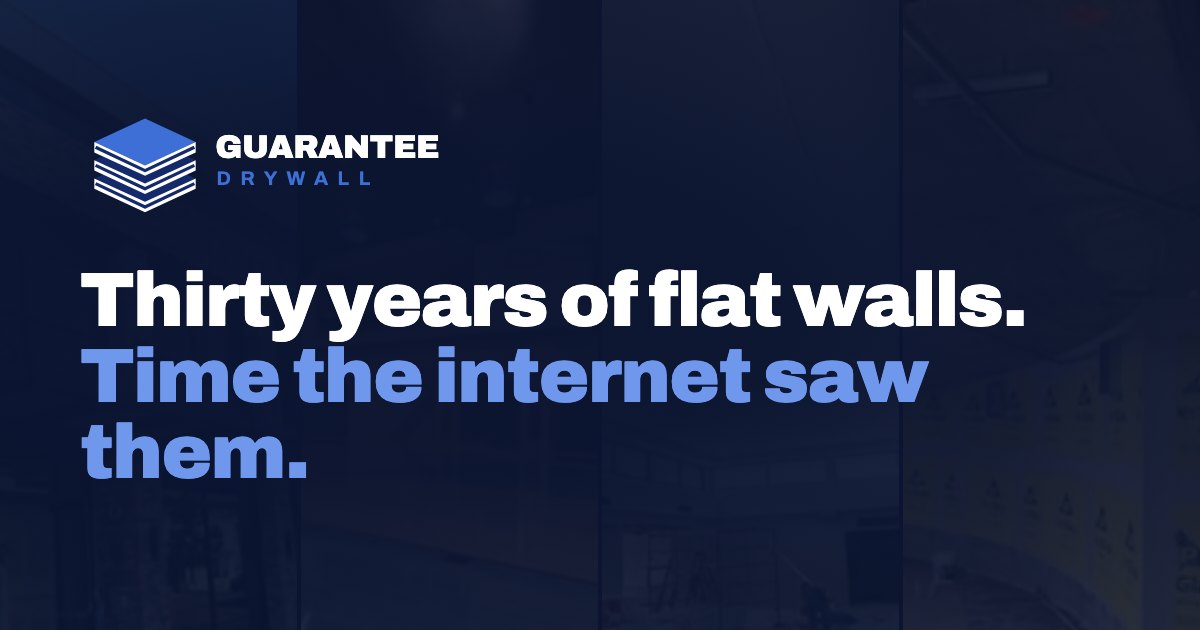 GUARANTEE
DRYWALL
Thirty years of flat walls.
Time the internet saw
them.